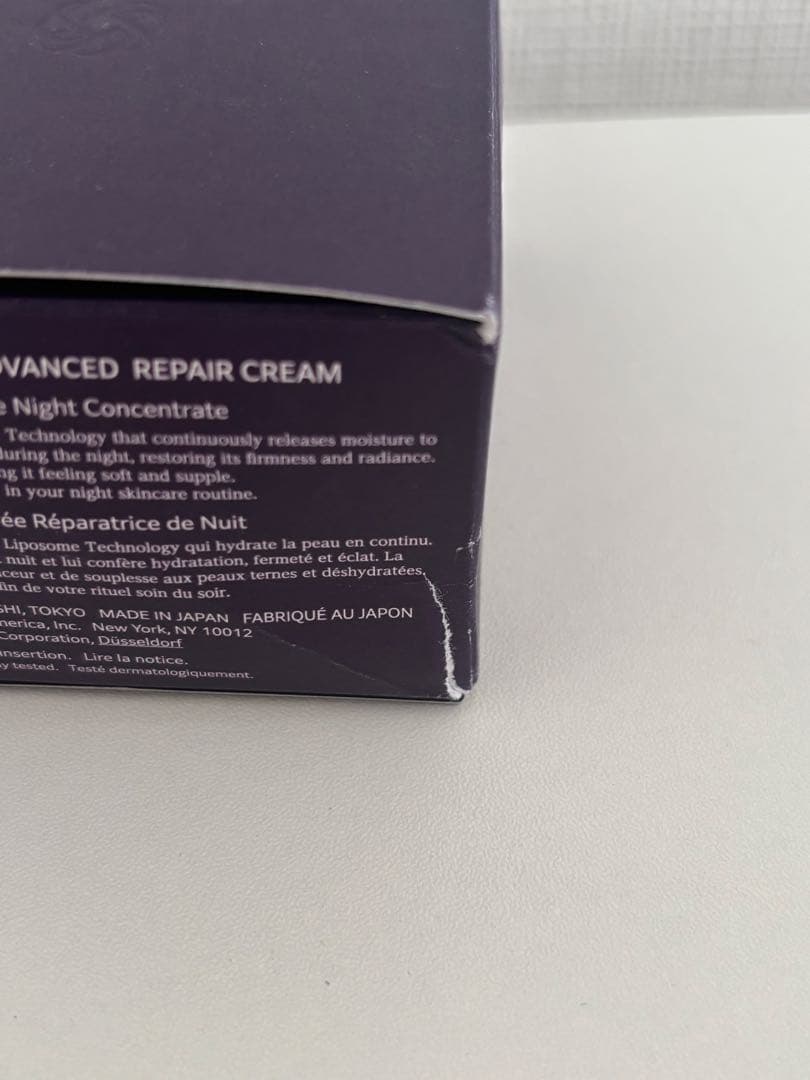 DVANCED REPAIR CREAM
e Night Concentrate
Technology that continuously releases moisture to
during the night, restoring its firmness and radiance.
ng it feeling soft and supple.
in your night skincare routine.
ée Réparatrice de Nuit
Liposome Technology qui hydrate la peau en continu.
nuit et lui confère hydratation, fermeté et éclat. La
ceur et de souplesse aux peaux ternes et déshydratées,
fin de votre rituel soin du soir.
SHI, TOKYO MADE IN JAPAN FABRIQUÉ AU JAPON
merica, Inc. New York, NY 10012
Corporation, Düsseldorf
insertion. Lire la notice.
y tested. Testé dermatologiquement.